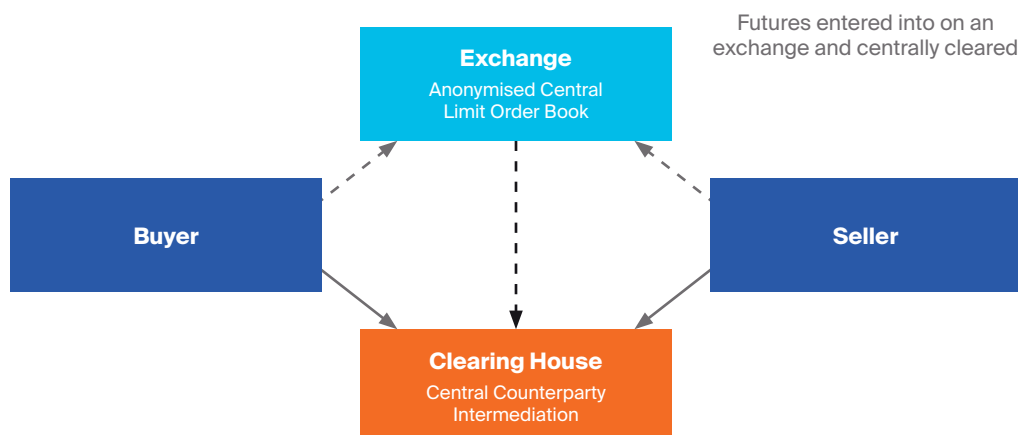 Futures entered into on an
exchange and centrally cleared
Exchange
Anonymised Central
Limit Order Book
Buyer
Seller
Clearing House
Central Counterparty
Intermediation